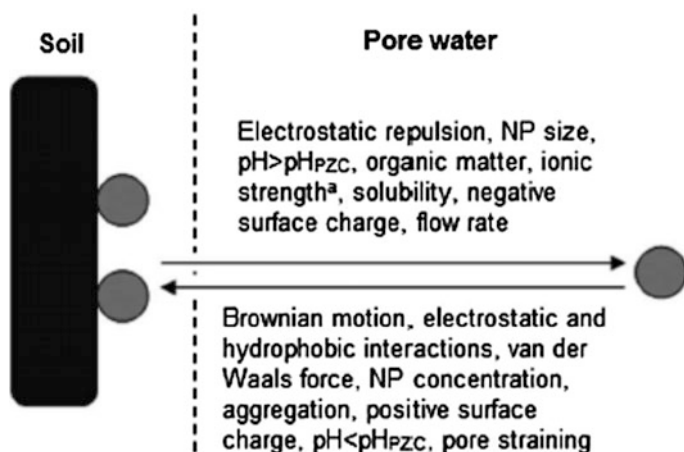 Soil
Pore water
Electrostatic repulsion, NP size,
pH>pHPZC, organic matter, ionic
strengthª, solubility, negative
surface charge, flow rate
Brownian motion, electrostatic and
hydrophobic interactions, van der
Waals force, NP concentration,
aggregation, positive surface
charge, pH<pHPZC, pore straining